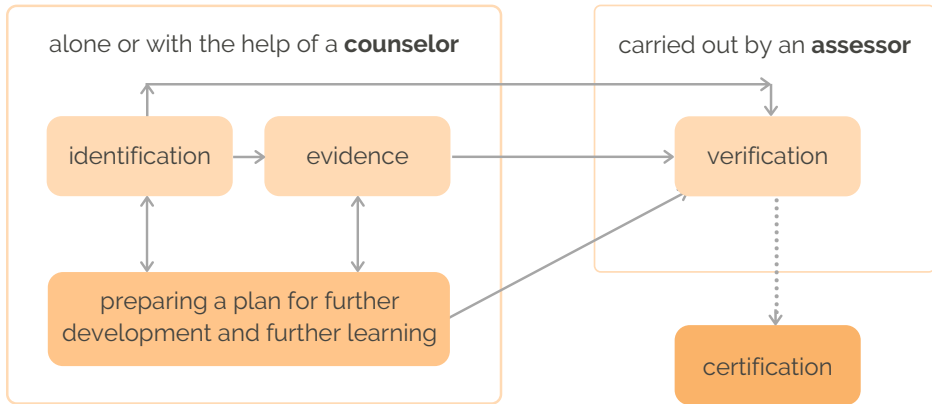 alone or with the help of a counselor
carried out by an assessor
identification
evidence
verification
preparing a plan for further
development and further learning
certification